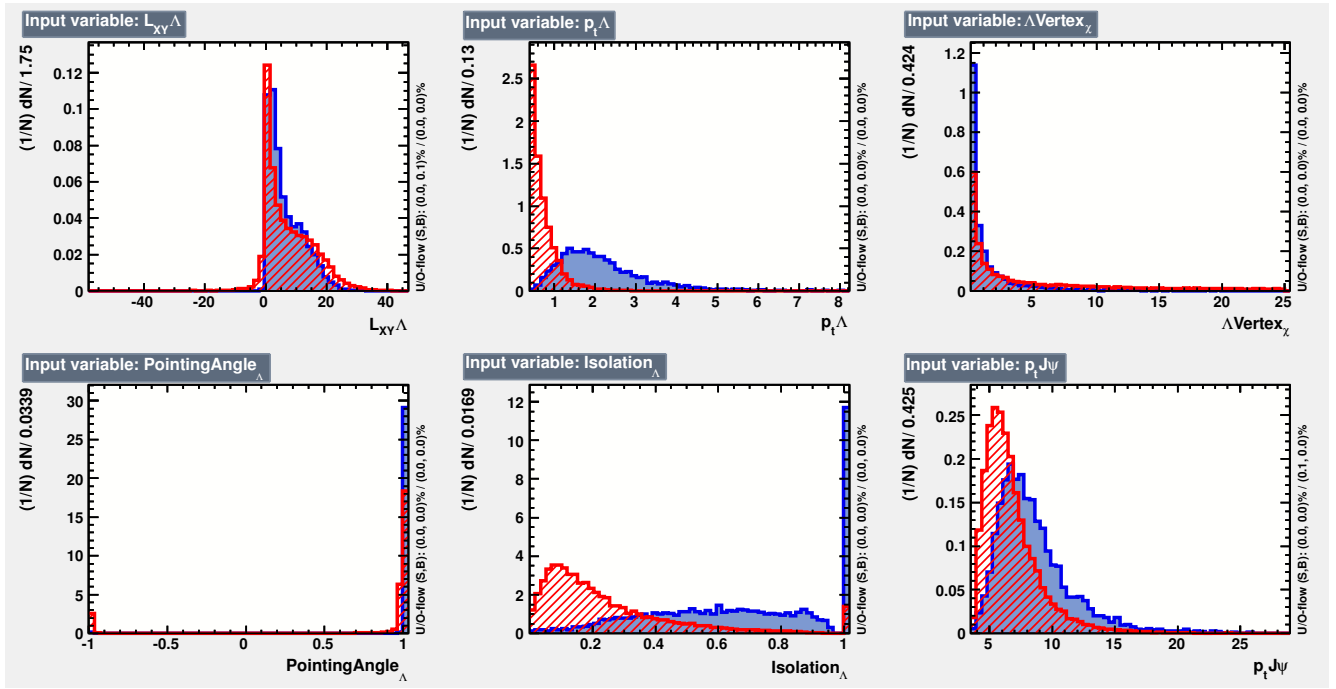 Input variable: L_XY Λ
(1/N) dN/ 1.75
0.12
0.1
0.08
0.06
0.04
0.02
0
-40 -20 0 20 40
L_XY Λ
U/O-flow (S,B): (0.0, 0.1)% / (0.0, 0.0)%
Input variable: p_t Λ
(1/N) dN/ 0.13
2.5
2
1.5
1
0.5
0
1 2 3 4 5 6 7 8
p_t Λ
U/O-flow (S,B): (0.0, 0.0)% / (0.0, 0.0)%
Input variable: ΛVertex_χ
(1/N) dN/ 0.424
1.2
1
0.8
0.6
0.4
0.2
0
5 10 15 20 25
ΛVertex_χ
U/O-flow (S,B): (0.0, 0.0)% / (0.0, 0.0)%
Input variable: PointingAngle_Λ
(1/N) dN/ 0.0339
30
25
20
15
10
5
0
-1 -0.5 0 0.5 1
PointingAngle_Λ
U/O-flow (S,B): (0.0, 0.0)% / (0.0, 0.0)%
Input variable: Isolation_Λ
(1/N) dN/ 0.0169
12
10
8
6
4
2
0
0.2 0.4 0.6 0.8 1
Isolation_Λ
U/O-flow (S,B): (0.0, 0.0)% / (0.0, 0.0)%
Input variable: p_t Jψ
(1/N) dN/ 0.425
0.25
0.2
0.15
0.1
0.05
0
5 10 15 20 25
p_t Jψ
U/O-flow (S,B): (0.0, 0.0)% / (0.1, 0.0)%